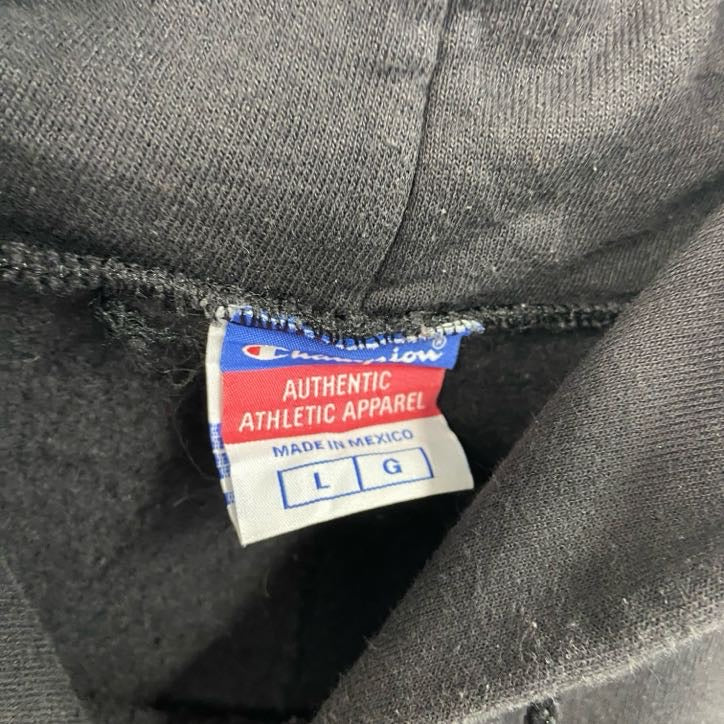 Champion®
AUTHENTIC
ATHLETIC APPAREL
MADE IN MEXICO
L G